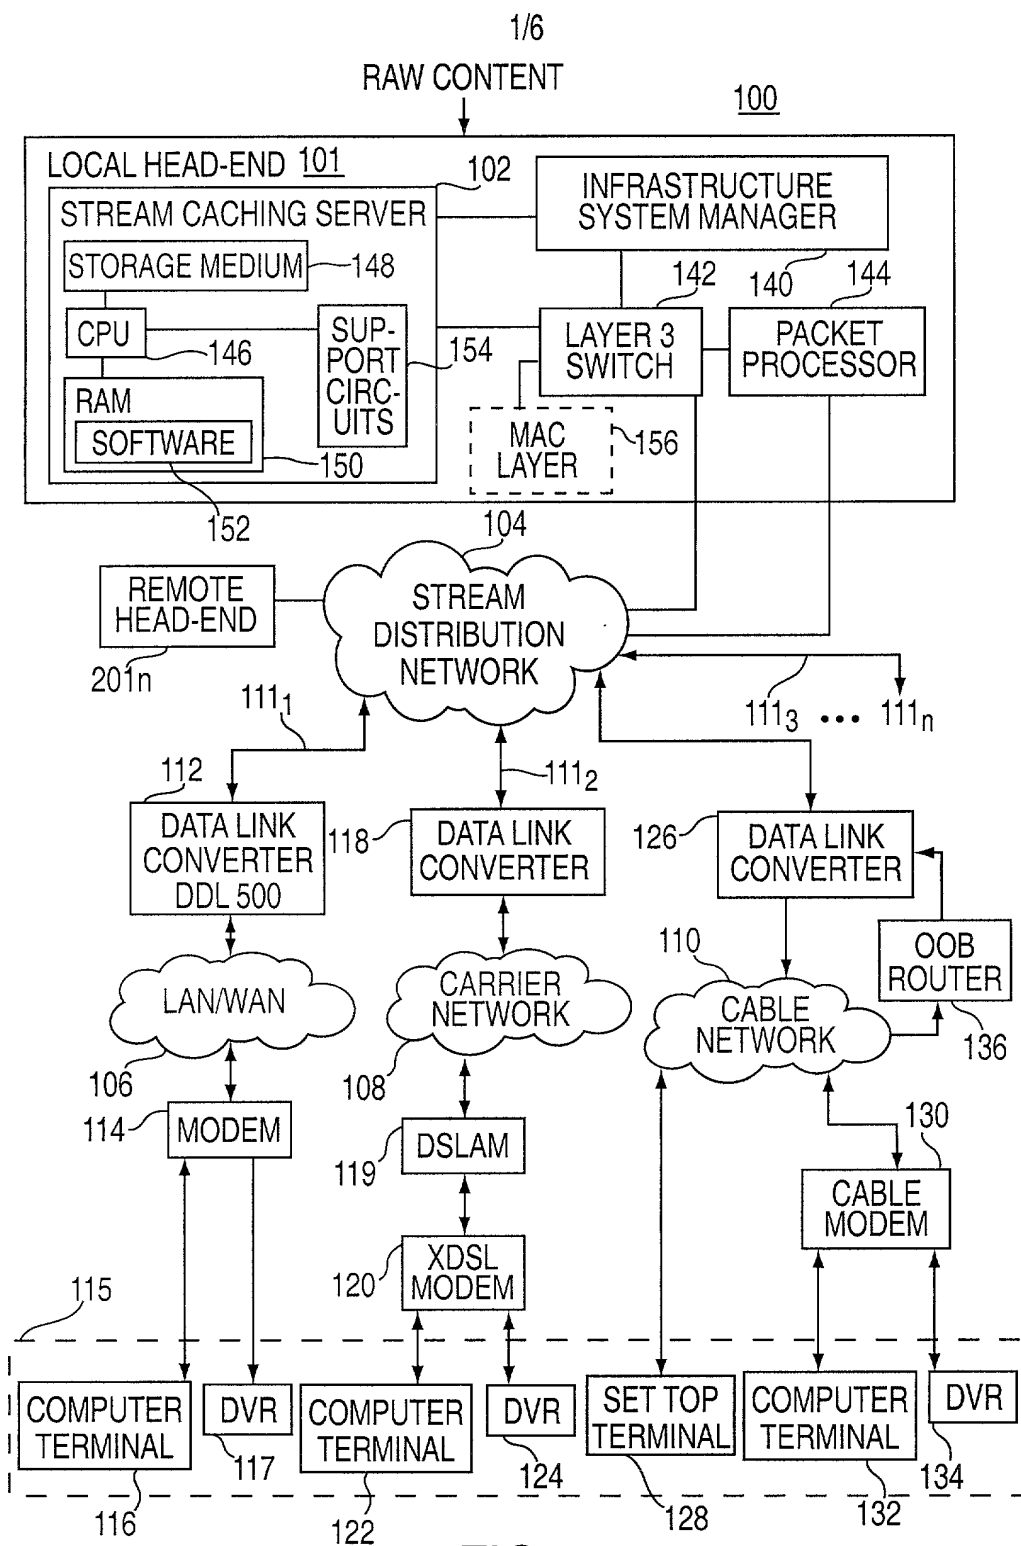 1/6
RAW CONTENT
100
LOCAL HEAD-END 101
102
STREAM CACHING SERVER
STORAGE MEDIUM
148
CPU
146
RAM
SOFTWARE
150
152
SUP-
PORT
CIRC-
UITS
154
INFRASTRUCTURE
SYSTEM MANAGER
140
142
144
LAYER 3
SWITCH
PACKET
PROCESSOR
MAC
LAYER
156
104
REMOTE
HEAD-END
201n
STREAM
DISTRIBUTION
NETWORK
111₁
111₂
111₃ ••• 111ₙ
112
DATA LINK
CONVERTER
DDL 500
118
DATA LINK
CONVERTER
126
DATA LINK
CONVERTER
LAN/WAN
106
CARRIER
NETWORK
108
110
CABLE
NETWORK
OOB
ROUTER
136
114
MODEM
119
DSLAM
130
CABLE
MODEM
120
XDSL
MODEM
115
COMPUTER
TERMINAL
116
DVR
117
COMPUTER
TERMINAL
122
DVR
124
SET TOP
TERMINAL
128
COMPUTER
TERMINAL
132
DVR
134